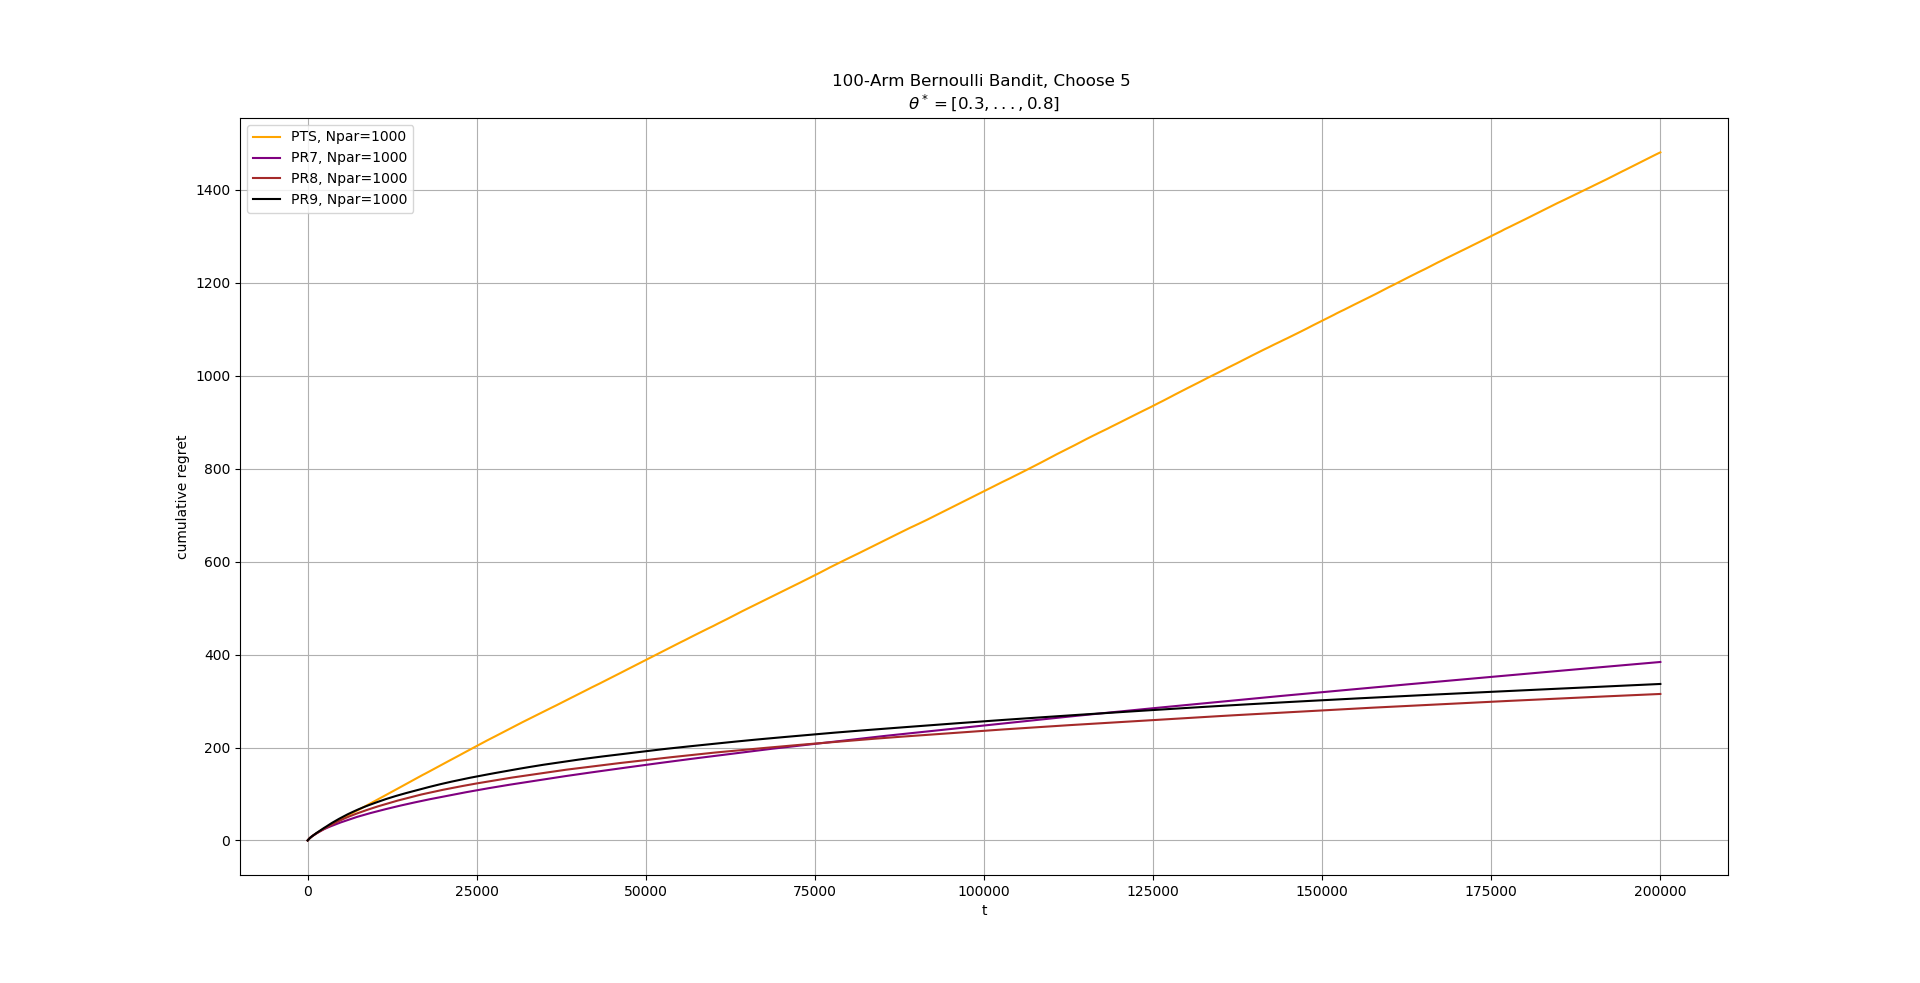 100-Arm Bernoulli Bandit, Choose 5
θ* = [0.3, . . . , 0.8]
PTS, Npar=1000
PR7, Npar=1000
PR8, Npar=1000
PR9, Npar=1000
1400
1200
1000
800
600
400
200
0
cumulative regret
0 25000 50000 75000 100000 125000 150000 175000 200000
t